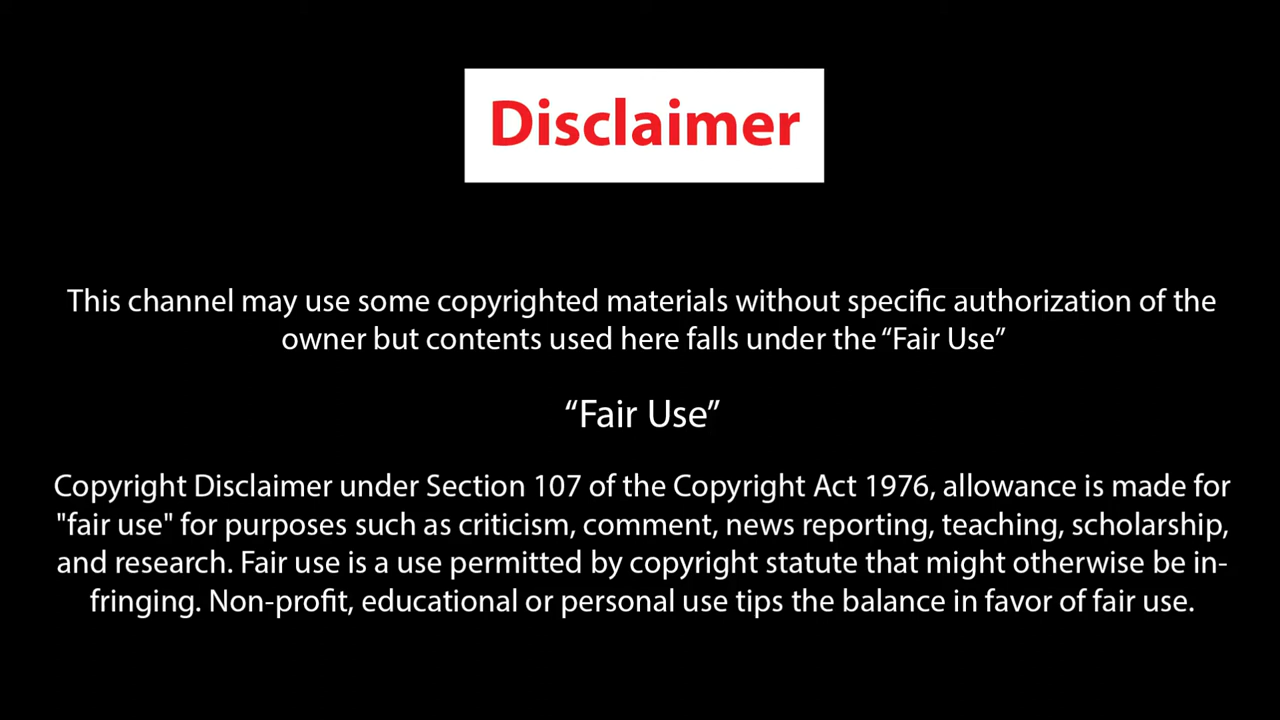 Disclaimer
This channel may use some copyrighted materials without specific authorization of the
owner but contents used here falls under the “Fair Use”
“Fair Use”
Copyright Disclaimer under Section 107 of the Copyright Act 1976, allowance is made for
"fair use" for purposes such as criticism, comment, news reporting, teaching, scholarship,
and research. Fair use is a use permitted by copyright statute that might otherwise be in-
fringing. Non-profit, educational or personal use tips the balance in favor of fair use.